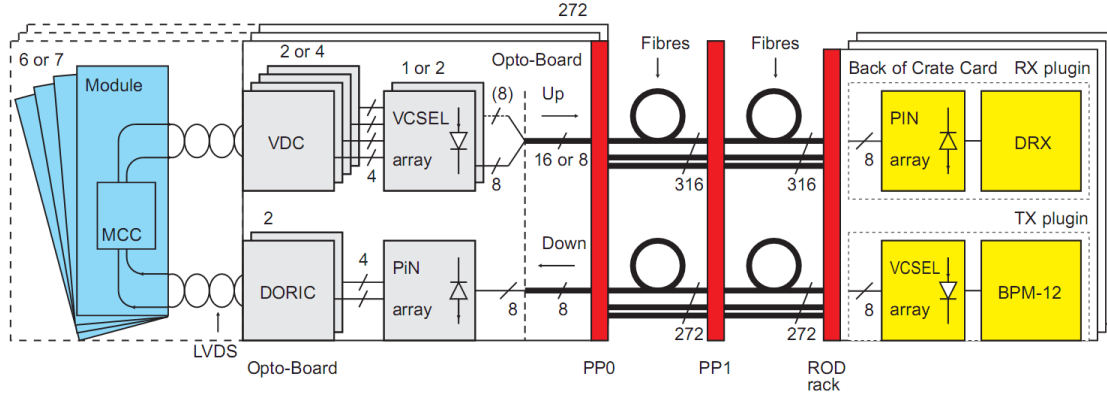 272
6 or 7
2 or 4
1 or 2
Opto-Board
Fibres
Fibres
Module
(8)
Up
Back of Crate Card
RX plugin
VDC
4
4
VCSEL
array
8
16 or 8
316
316
8
PIN
array
DRX
MCC
2
Down
TX plugin
DORIC
4
PiN
array
8
8
272
272
8
VCSEL
array
BPM-12
LVDS
Opto-Board
PP0
PP1
ROD
rack